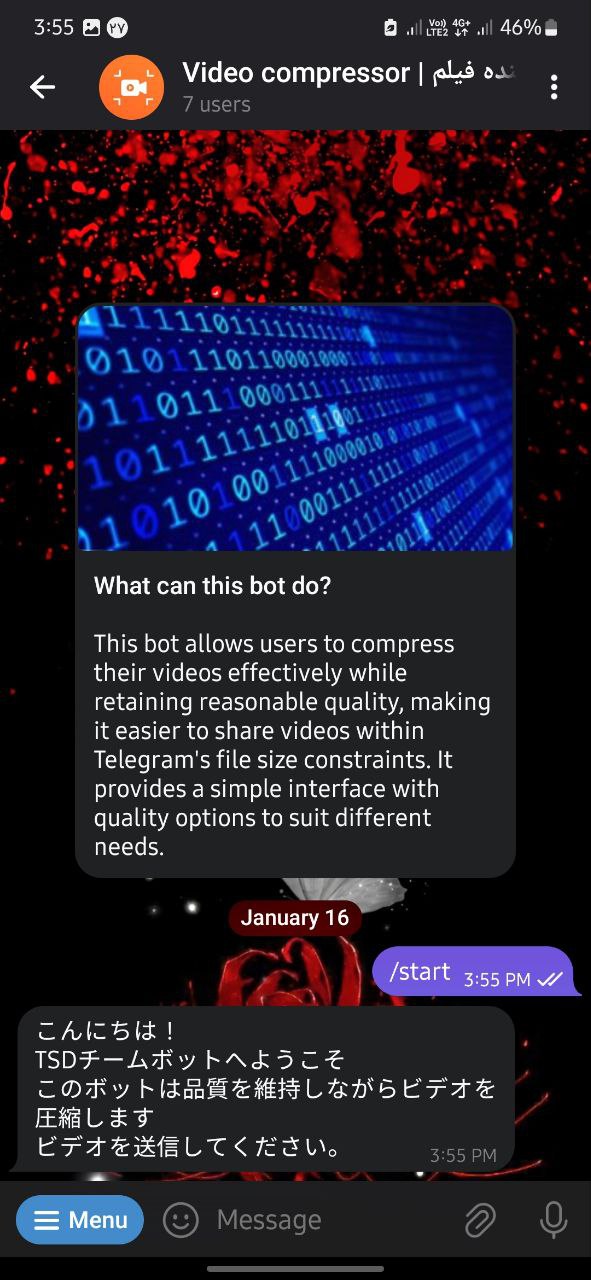 3:55 ۲۷ Vo)) LTE2 4G+ 46%
Video compressor | نده فیلم
7 users
What can this bot do?
This bot allows users to compress
their videos effectively while
retaining reasonable quality, making
it easier to share videos within
Telegram's file size constraints. It
provides a simple interface with
quality options to suit different
needs.
January 16
/start 3:55 PM
こんにちは！
TSDチームボットへようこそ
このボットは品質を維持しながらビデオを
圧縮します
ビデオを送信してください。
3:55 PM
Menu Message